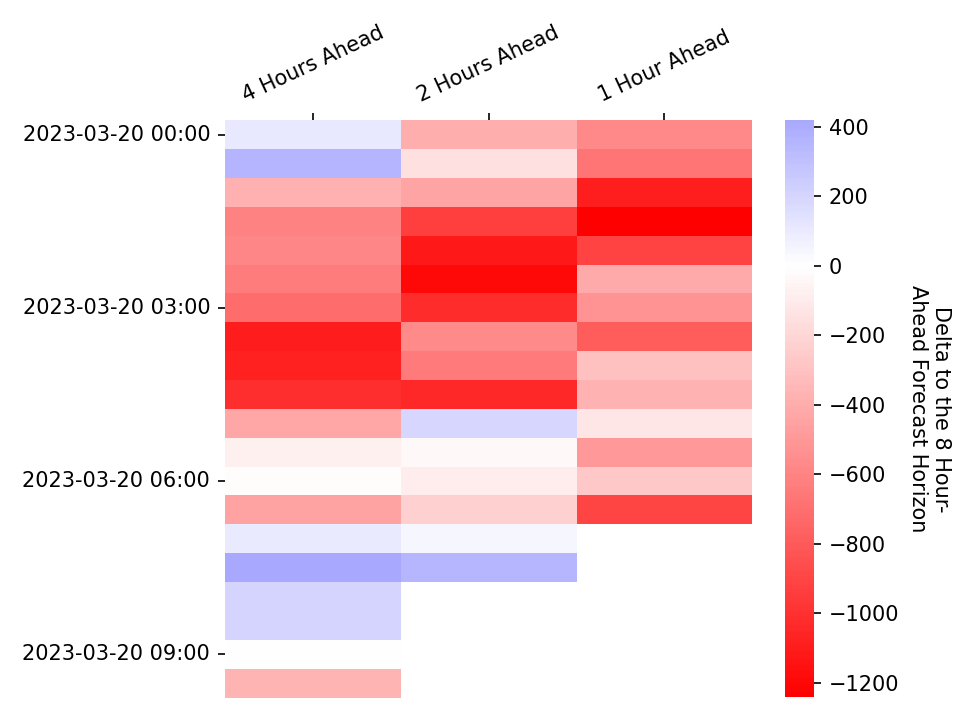 4 Hours Ahead
2 Hours Ahead
1 Hour Ahead
2023-03-20 00:00
2023-03-20 03:00
2023-03-20 06:00
2023-03-20 09:00
400
200
0
−200
−400
−600
−800
−1000
−1200
Delta to the 8 Hour-
Ahead Forecast Horizon